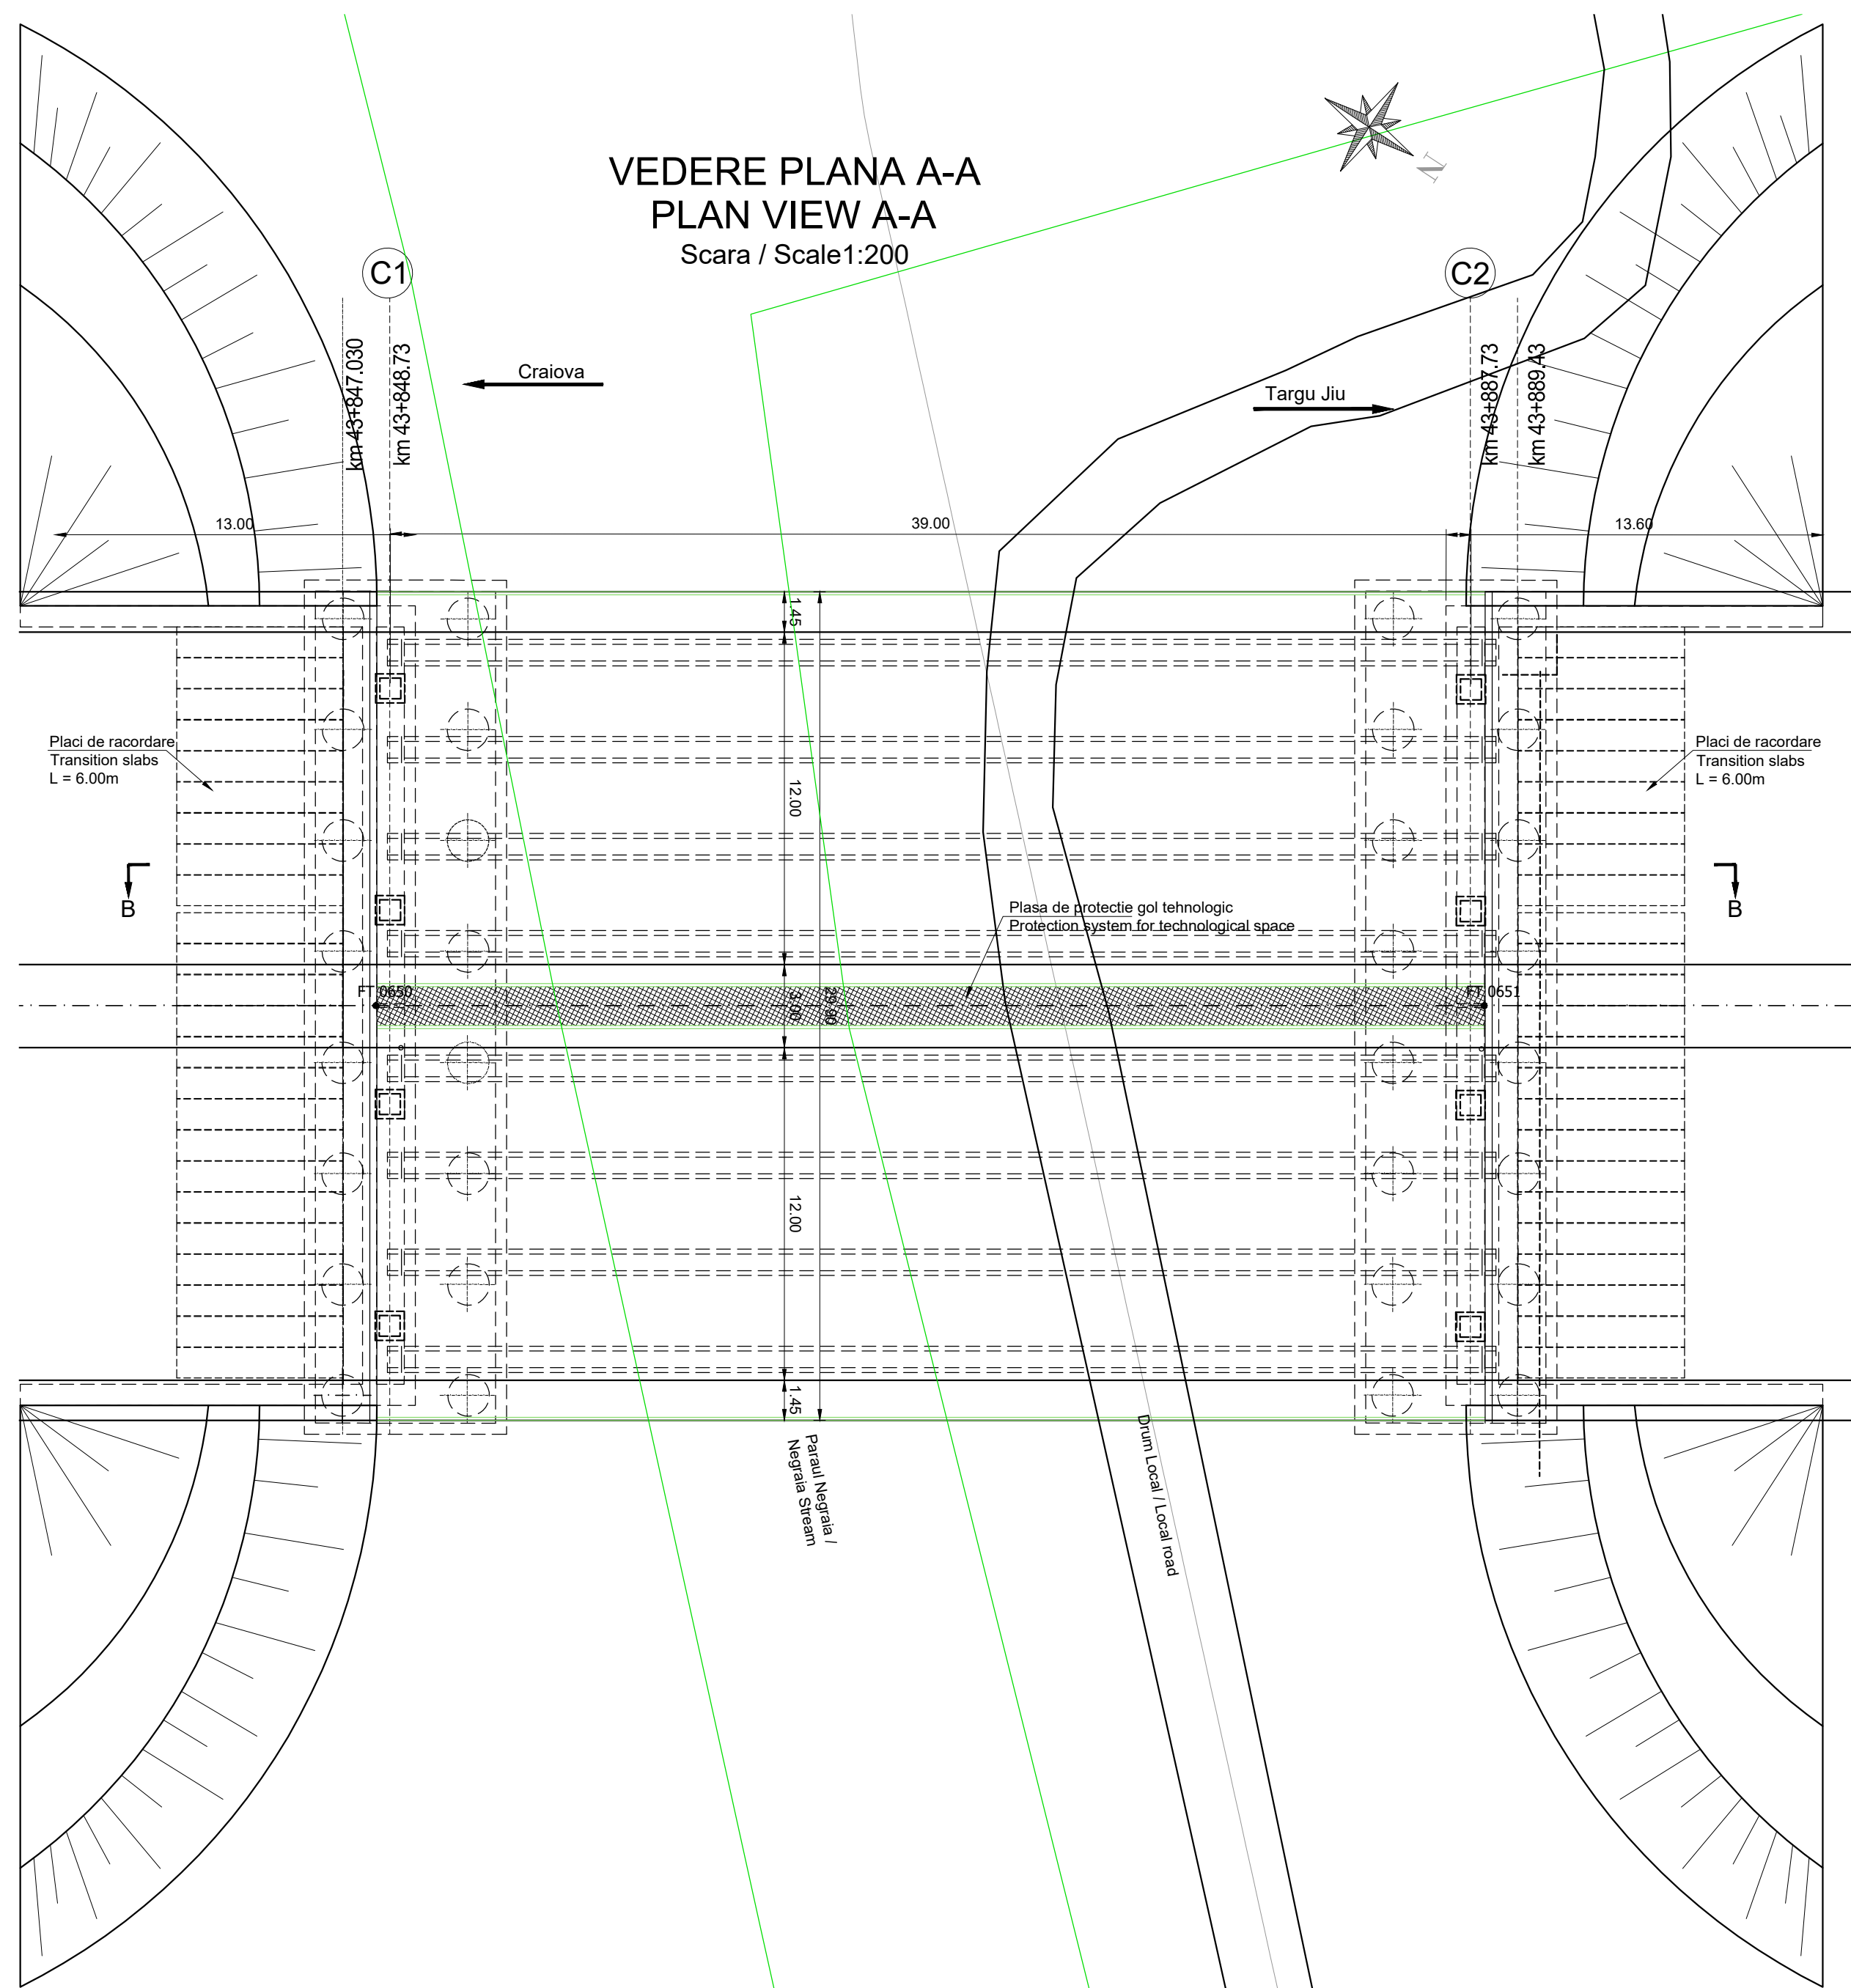 VEDERE PLANA A-A
PLAN VIEW A-A
Scara / Scale1:200
N
C1
C2
km 43+847.030
km 43+848.73
km 43+887.73
km 43+889.43
Craiova
Targu Jiu
13.00
39.00
13.60
1.45
12.00
Placi de racordare
Transition slabs
L = 6.00m
Placi de racordare
Transition slabs
L = 6.00m
B
B
Plasa de protectie gol tehnologic
Protection system for technological space
FT 0650
3.00
29.90
FT 0651
12.00
1.45
Paraul Negraia /
Negraia Stream
Drum Local / Local road